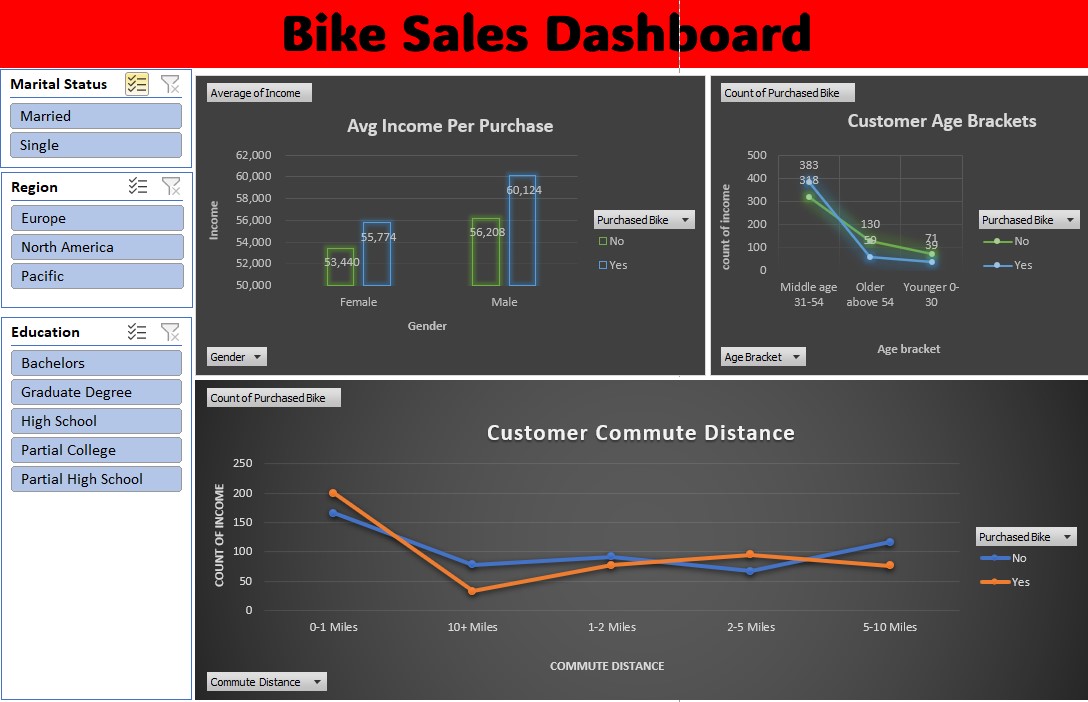 Bike Sales Dashboard
Marital Status
Married
Single
Region
Europe
North America
Pacific
Education
Bachelors
Graduate Degree
High School
Partial College
Partial High School
Average of Income
Avg Income Per Purchase
62,000
60,000
58,000
56,000
54,000
52,000
50,000
Income
53,440
55,774
56,208
60,124
Female
Male
Gender
Purchased Bike
No
Yes
Gender
Count of Purchased Bike
Customer Age Brackets
500
400
300
200
100
0
count of income
383
318
130
59
71
39
Middle age
31-54
Older
above 54
Younger 0-
30
Age bracket
Purchased Bike
No
Yes
Age Bracket
Count of Purchased Bike
Customer Commute Distance
250
200
150
100
50
0
COUNT OF INCOME
0-1 Miles
10+ Miles
1-2 Miles
2-5 Miles
5-10 Miles
COMMUTE DISTANCE
Purchased Bike
No
Yes
Commute Distance